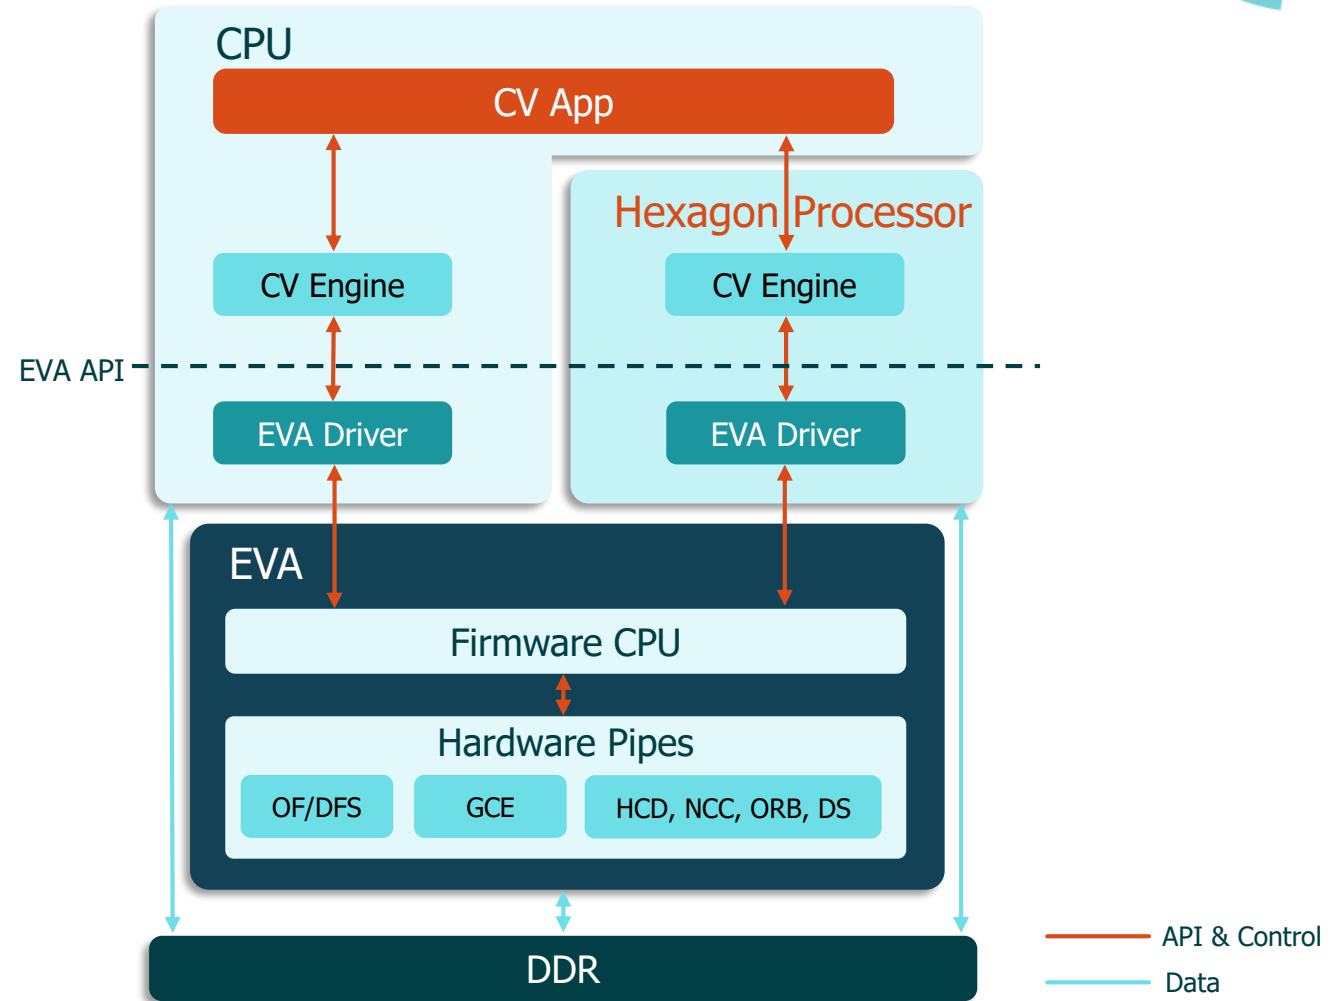 CPU
CV App
Hexagon Processor
CV Engine
CV Engine
EVA API
EVA Driver
EVA Driver
EVA
Firmware CPU
Hardware Pipes
OF/DFS
GCE
HCD, NCC, ORB, DS
DDR
API & Control
Data